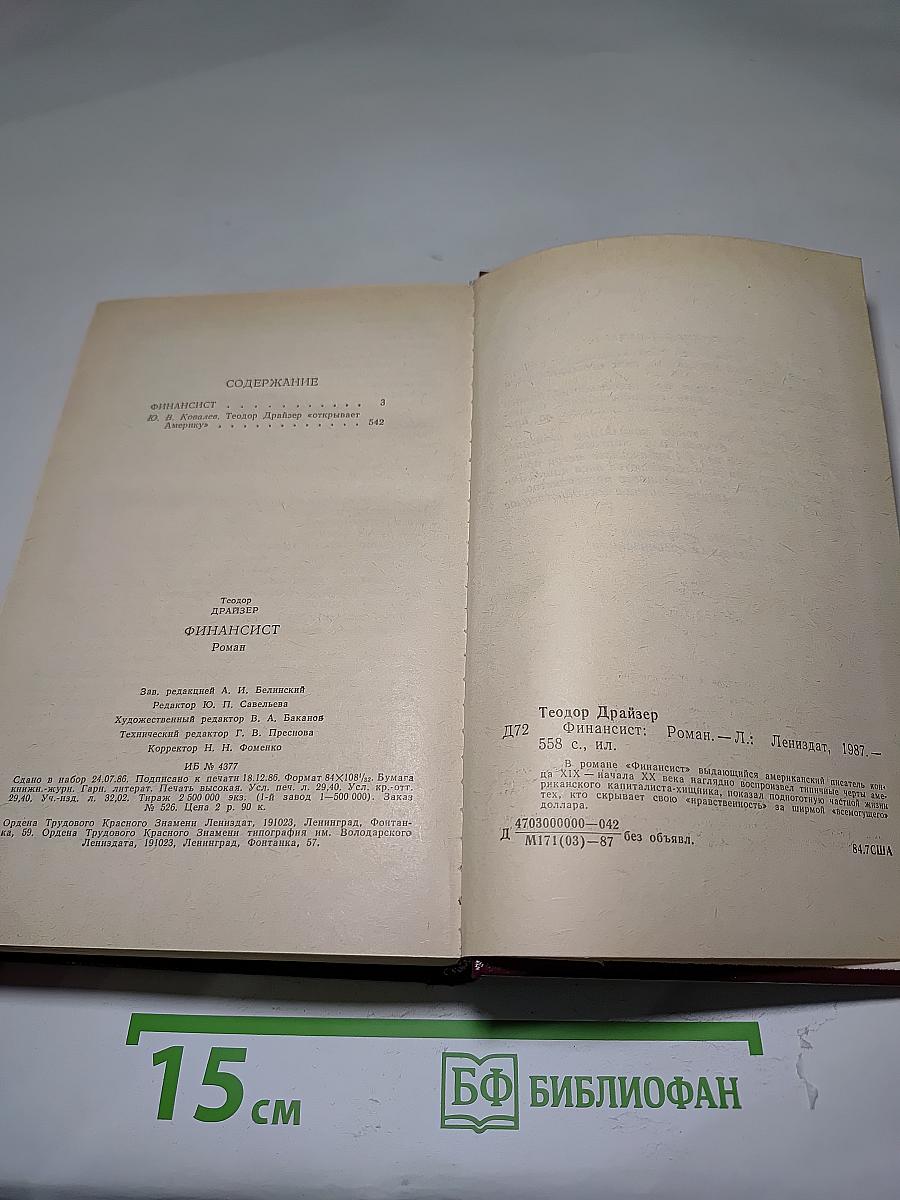 СОДЕРЖАНИЕ
ФИНАНСИСТ . . . . . . . . . . . 3
Ю. В. Ковалев. Теодор Драйзер «открывает
Америку» . . . . . . . . . . . . 542
Теодор
ДРАЙЗЕР
ФИНАНСИСТ
Роман
Зав. редакцией А. И. Белинский
Редактор Ю. П. Савельева
Художественный редактор В. А. Баканов
Технический редактор Г. В. Преснова
Корректор Н. Н. Фоменко
ИБ № 4377
Сдано в набор 24.07.86. Подписано к печати 18.12.86. Формат 84×108¹/₃₂. Бумага
книжн.-журн. Гарн. литерат. Печать высокая. Усл. печ. л. 29,40. Усл. кр.-отт.
29,40. Уч.-изд. л. 32,02. Тираж 2 500 000 экз. (1-й завод 1—500 000). Заказ
№ 526. Цена 2 р. 90 к.
Ордена Трудового Красного Знамени Лениздат, 191023, Ленинград, Фонтан-
ка, 59. Ордена Трудового Красного Знамени типография им. Володарского
Лениздата, 191023, Ленинград, Фонтанка, 57.
Теодор Драйзер
Д72 Финансист: Роман.—Л.: Лениздат, 1987.—
558 с., ил.
В романе «Финансист» выдающийся американский писатель кон-
ца XIX—начала XX века наглядно воспроизвел типичные черты аме-
риканского капиталиста-хищника, показал подноготную частной жизни
тех, кто скрывает свою «нравственность» за ширмой «всемогущего»
доллара.
Д 4703000000—042
М171(03)—87 без объявл.
84.7США
15 см
БФ БИБЛИОФАН